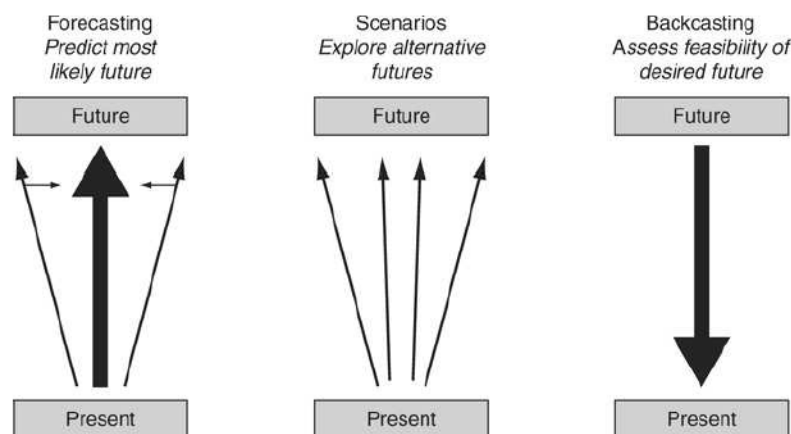 Forecasting
Predict most
likely future
Future
Present
Scenarios
Explore alternative
futures
Future
Present
Backcasting
Assess feasibility of
desired future
Future
Present